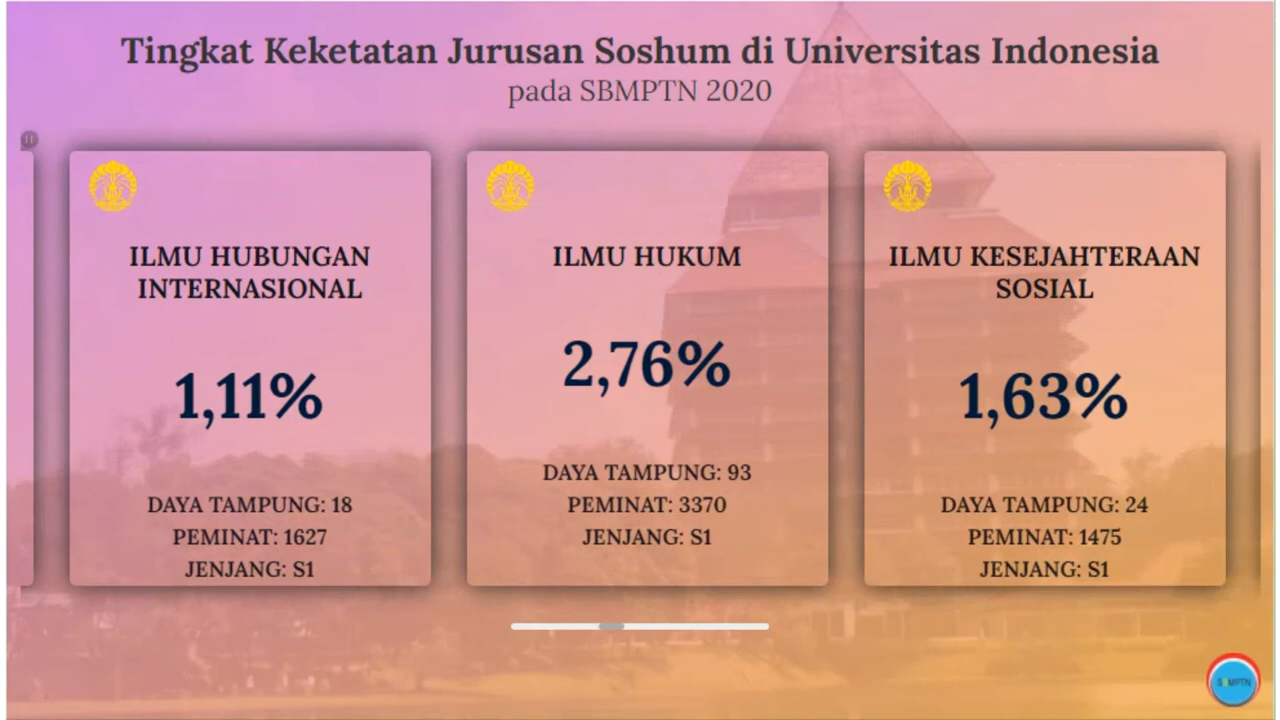 Tingkat Keketatan Jurusan Soshum di Universitas Indonesia
pada SBMPTN 2020
ILMU HUBUNGAN
INTERNASIONAL
1,11%
DAYA TAMPUNG: 18
PEMINAT: 1627
JENJANG: S1
ILMU HUKUM
2,76%
DAYA TAMPUNG: 93
PEMINAT: 3370
JENJANG: S1
ILMU KESEJAHTERAAN
SOSIAL
1,63%
DAYA TAMPUNG: 24
PEMINAT: 1475
JENJANG: S1
SBMPTN